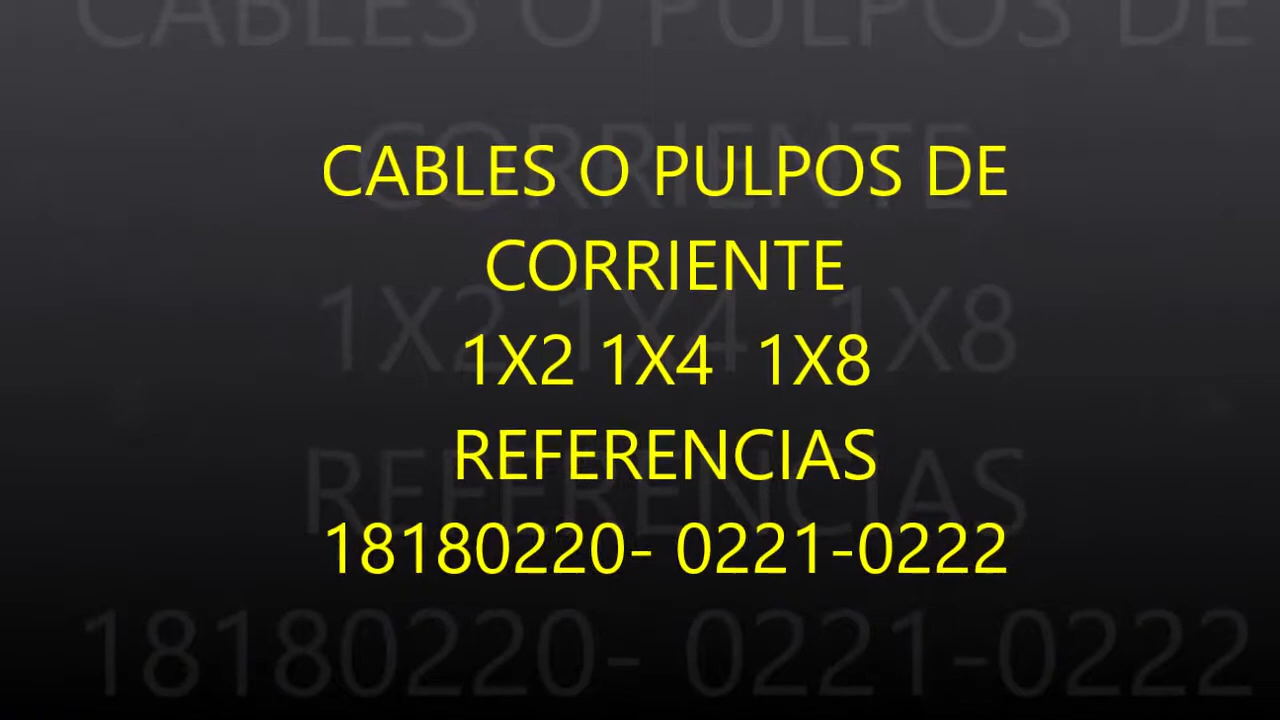 CABLES O PULPOS DE
CORRIENTE
1X2 1X4  1X8
REFERENCIAS
18180220- 0221-0222